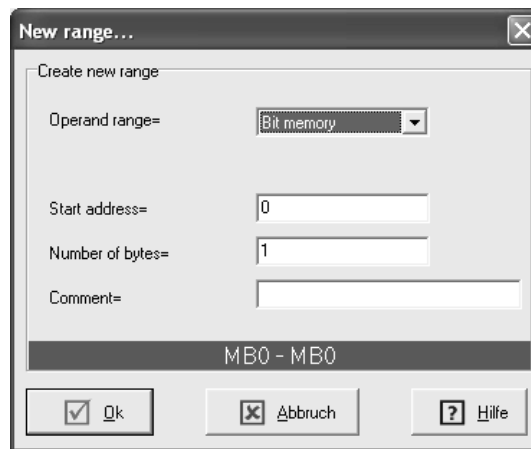 New range...
Create new range
Operand range= Bit memory
Start address= 0
Number of bytes= 1
Comment=
MB0 - MB0
Ok Abbruch Hilfe